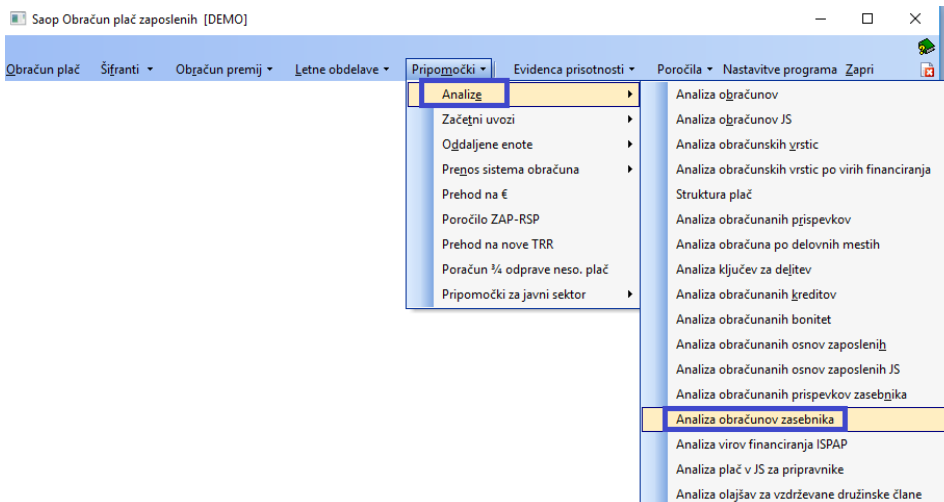 Saop Obračun plač zaposlenih [DEMO]
Obračun plač Šifranti Obračun premij Letne obdelave Pripomočki Evidenca prisotnosti Poročila Nastavitve programa Zapri
Analize
Začetni uvozi
Oddaljene enote
Prenos sistema obračuna
Prehod na €
Poročilo ZAP-RSP
Prehod na nove TRR
Poračun ¾ odprave neso. plač
Pripomočki za javni sektor
Analiza obračunov
Analiza obračunov JS
Analiza obračunskih vrstic
Analiza obračunskih vrstic po virih financiranja
Struktura plač
Analiza obračunanih prispevkov
Analiza obračuna po delovnih mestih
Analiza ključev za delitev
Analiza obračunanih kreditov
Analiza obračunanih bonitet
Analiza obračunanih osnov zaposlenih
Analiza obračunanih osnov zaposlenih JS
Analiza obračunanih prispevkov zasebnika
Analiza obračunov zasebnika
Analiza virov financiranja ISPAP
Analiza plač v JS za pripravnike
Analiza olajšav za vzdrževane družinske člane